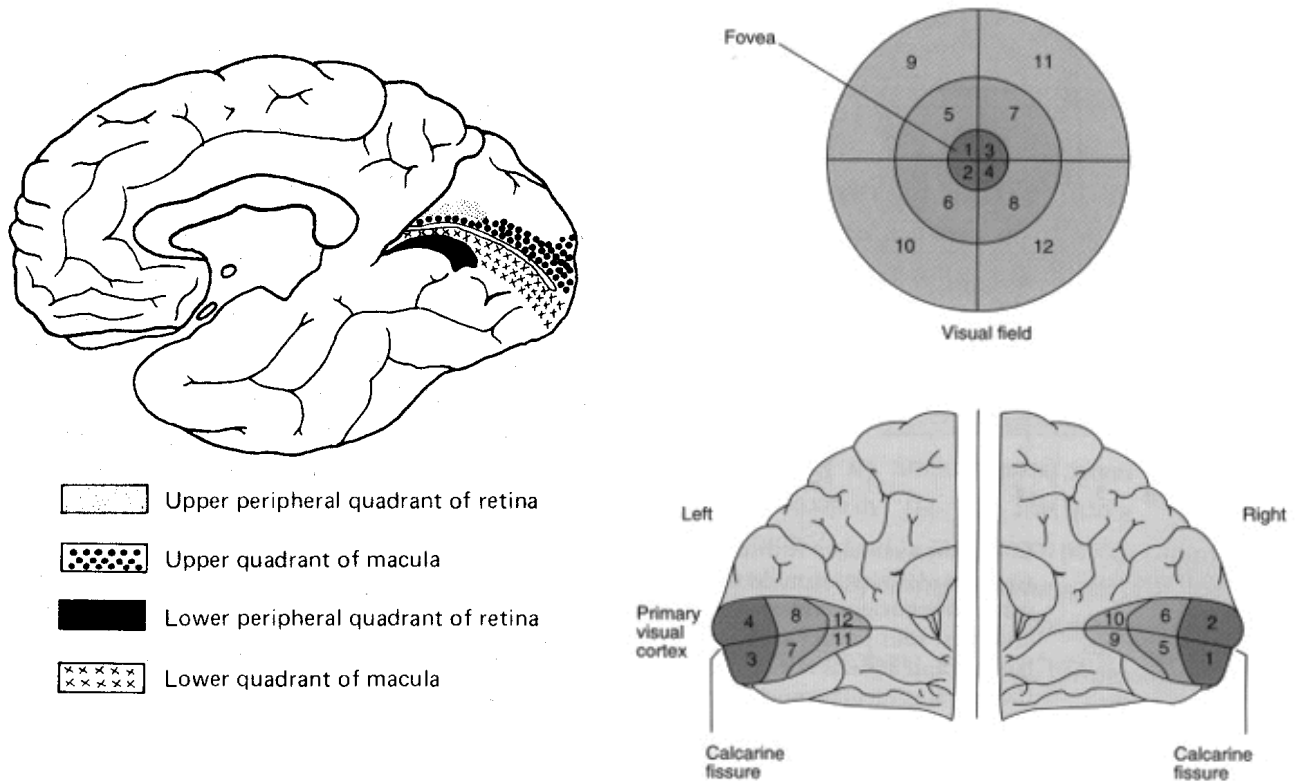 Upper peripheral quadrant of retina
Upper quadrant of macula
Lower peripheral quadrant of retina
Lower quadrant of macula
Fovea
9
11
5
7
1
3
2
4
6
8
10
12
Visual field
Left
Right
Primary
visual
cortex
4
8
12
3
7
11
10
6
2
9
5
1
Calcarine
fissure
Calcarine
fissure